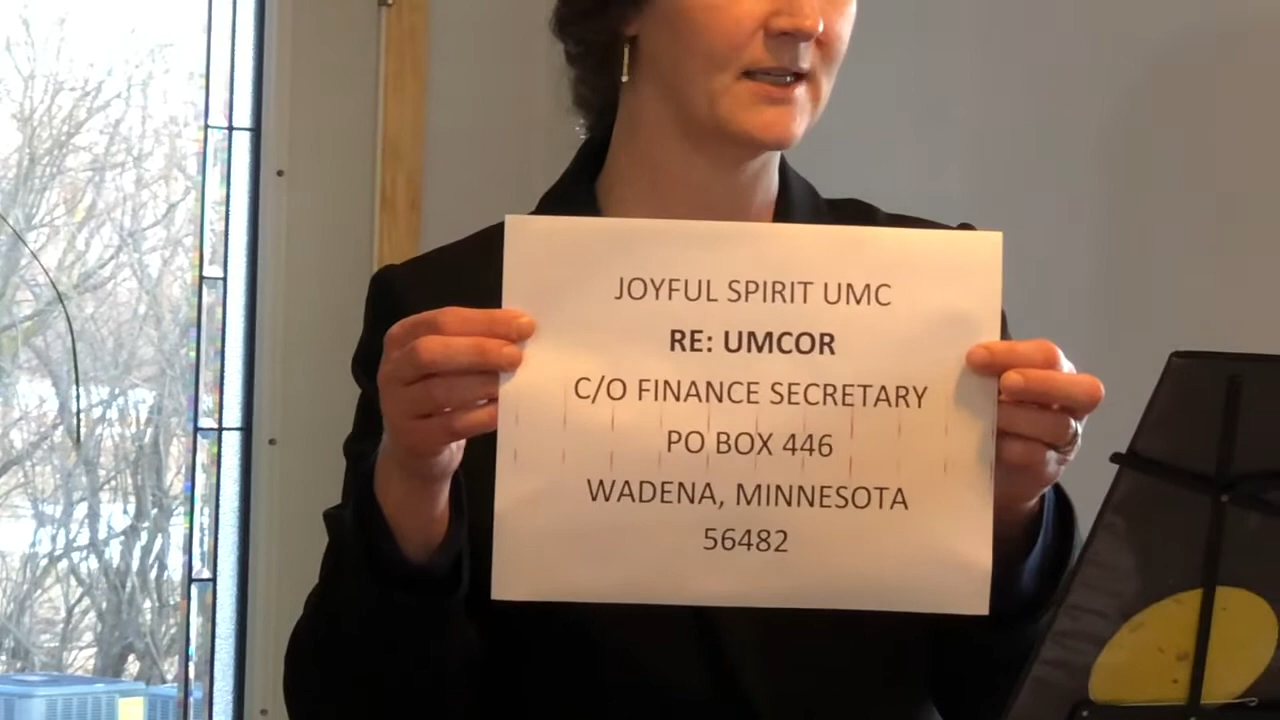 JOYFUL SPIRIT UMC
RE: UMCOR
C/O FINANCE SECRETARY
PO BOX 446
WADENA, MINNESOTA
56482